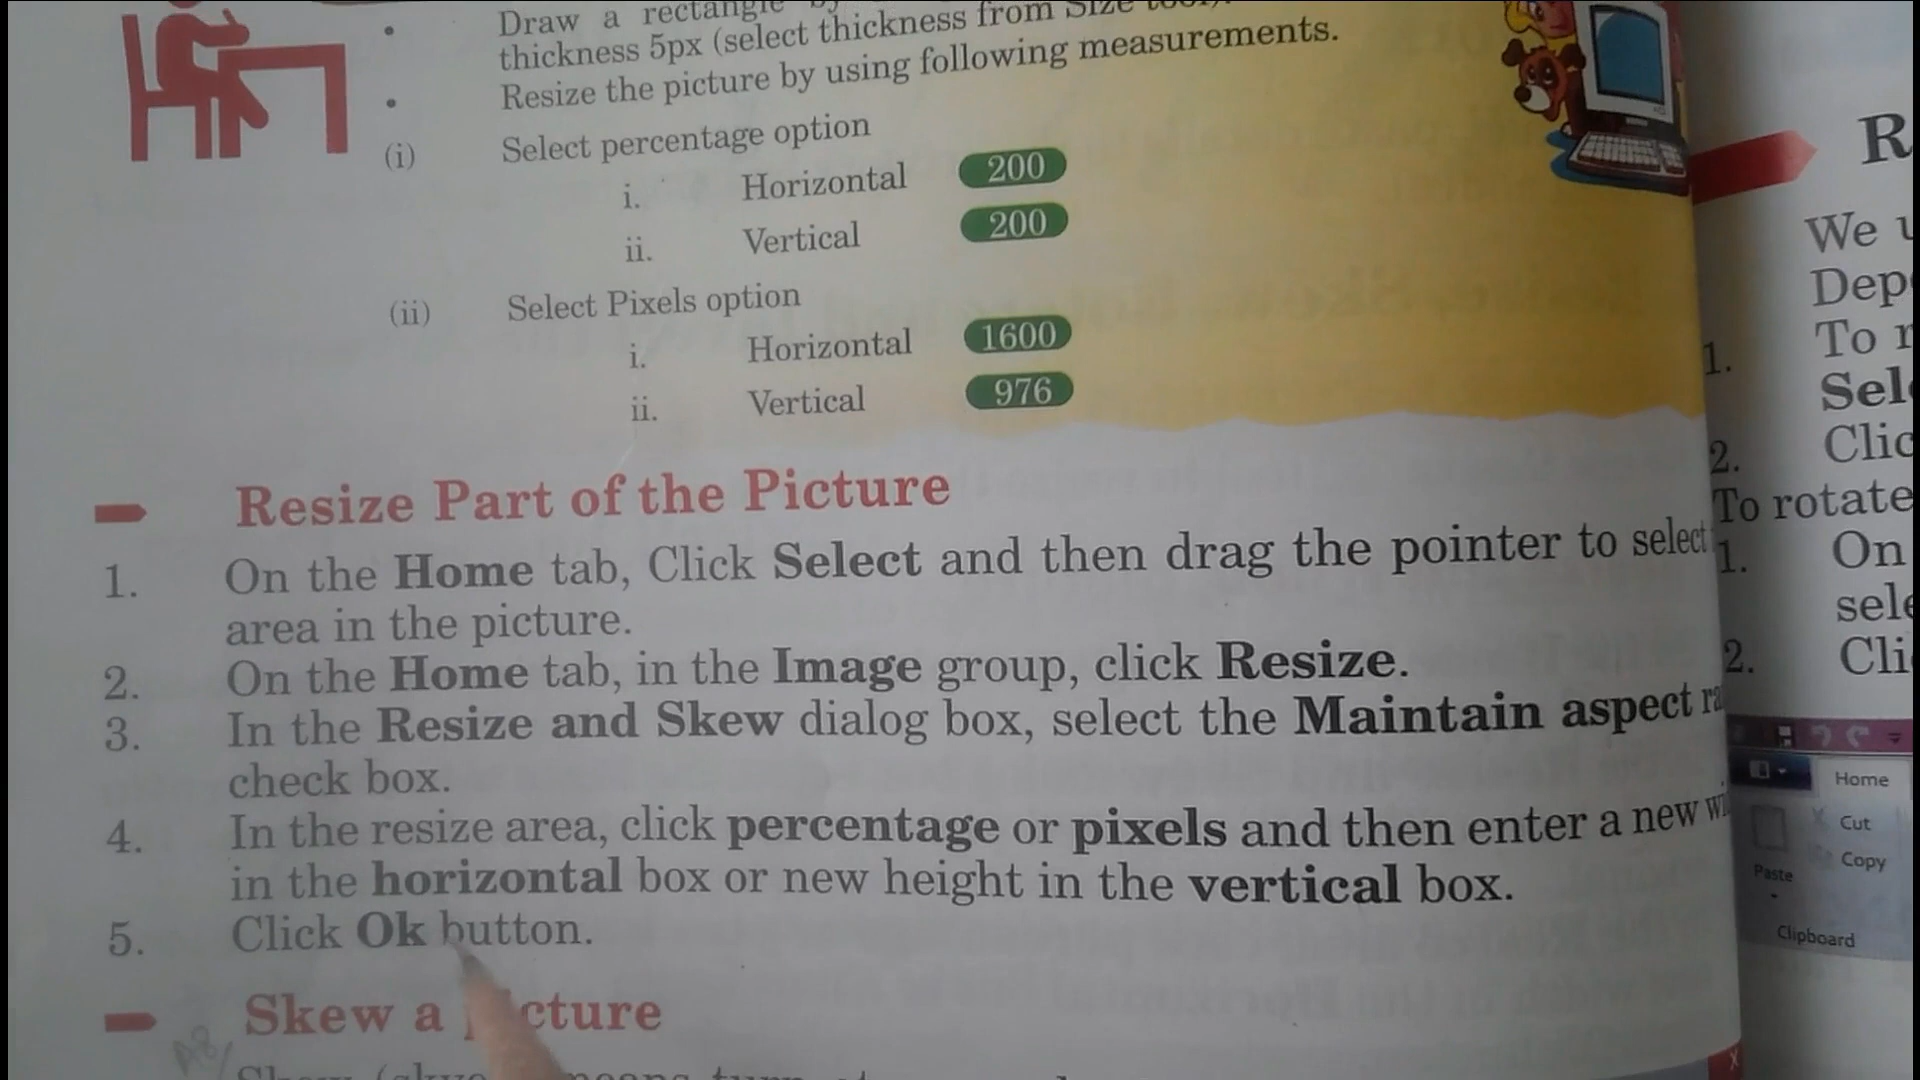 Draw a rectangle
thickness 5px (select thickness from Size
Resize the picture by using following measurements.
(i) Select percentage option
i. Horizontal 200
ii. Vertical 200
(ii) Select Pixels option
i. Horizontal 1600
ii. Vertical 976
Resize Part of the Picture
1. On the Home tab, Click Select and then drag the pointer to select
area in the picture.
2. On the Home tab, in the Image group, click Resize.
3. In the Resize and Skew dialog box, select the Maintain aspect
check box.
4. In the resize area, click percentage or pixels and then enter a new
in the horizontal box or new height in the vertical box.
5. Click Ok button.
Skew a
means turn
R
We
1. To
2.
To rotate
1. On
2.
Home
Cut
Copy
Paste
Clipboard